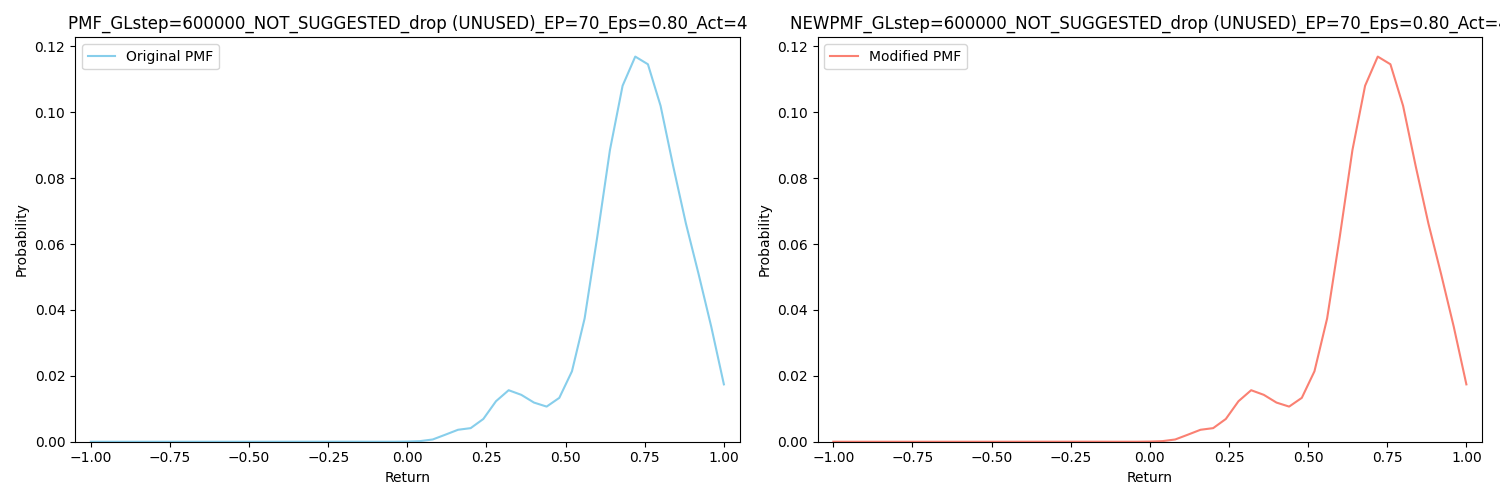 PMF_GLstep=600000_NOT_SUGGESTED_drop (UNUSED)_EP=70_Eps=0.80_Act=4
Original PMF
0.12
0.10
0.08
0.06
0.04
0.02
0.00
Probability
−1.00 −0.75 −0.50 −0.25 0.00 0.25 0.50 0.75 1.00
Return
NEWPMF_GLstep=600000_NOT_SUGGESTED_drop (UNUSED)_EP=70_Eps=0.80_Act=
Modified PMF
0.12
0.10
0.08
0.06
0.04
0.02
0.00
Probability
−1.00 −0.75 −0.50 −0.25 0.00 0.25 0.50 0.75 1.00
Return